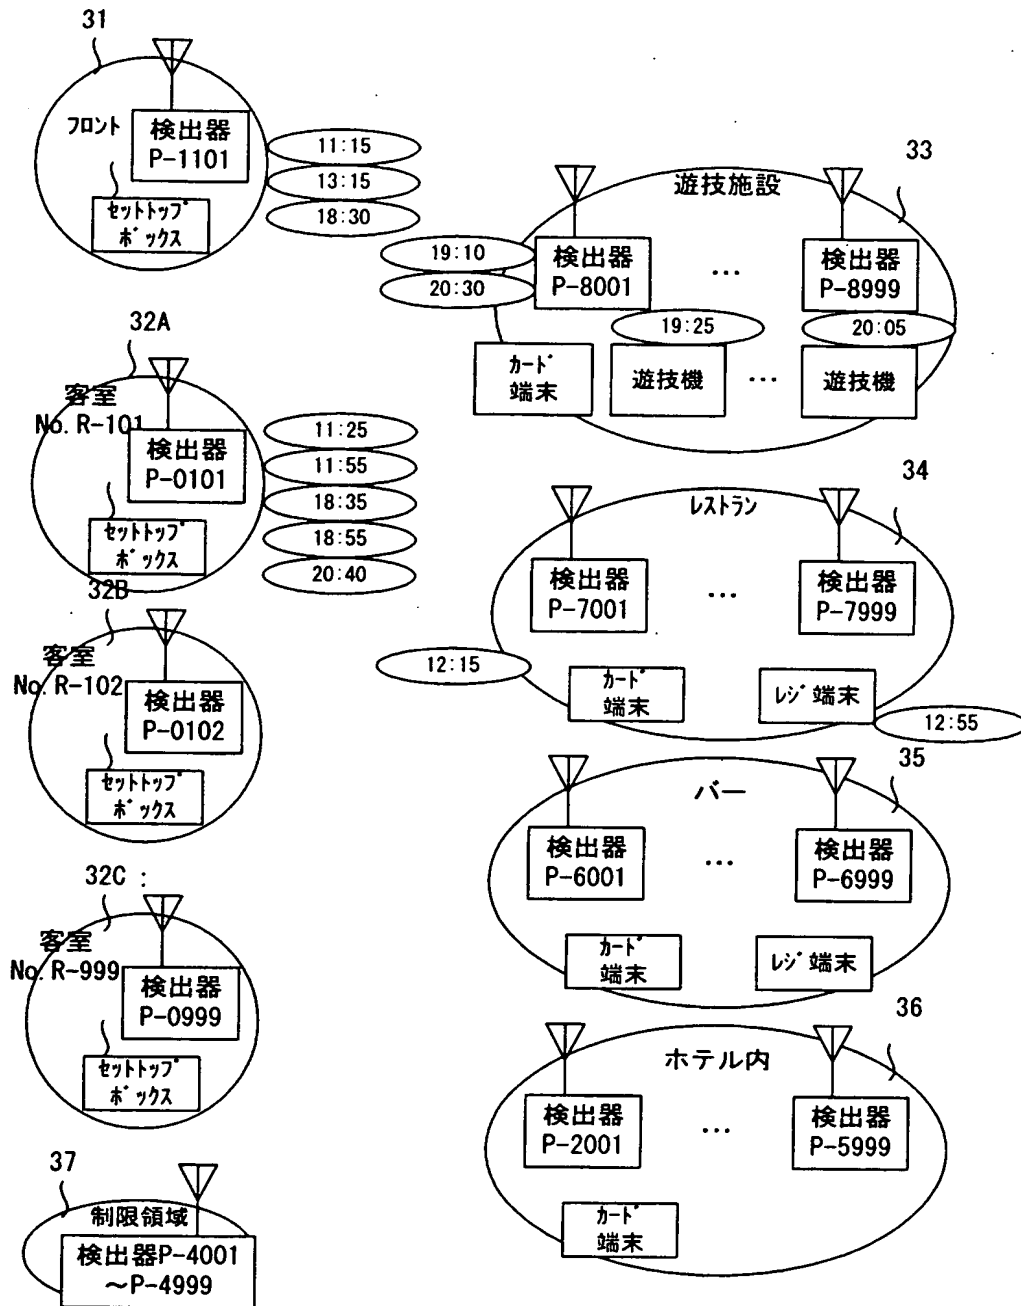 31
フロント
検出器
P-1101
セットトップ
ボックス
11:15
13:15
18:30
32A
客室
No. R-101
検出器
P-0101
セットトップ
ボックス
11:25
11:55
18:35
18:55
20:40
32B
客室
No. R-102
検出器
P-0102
セットトップ
ボックス
32C :
客室
No. R-999
検出器
P-0999
セットトップ
ボックス
37
制限領域
検出器P-4001
～P-4999
33
遊技施設
19:10
20:30
検出器
P-8001
...
検出器
P-8999
19:25
20:05
カード
端末
遊技機
...
遊技機
34
レストラン
検出器
P-7001
...
検出器
P-7999
12:15
カード
端末
レジ端末
12:55
35
バー
検出器
P-6001
...
検出器
P-6999
カード
端末
レジ端末
36
ホテル内
検出器
P-2001
...
検出器
P-5999
カード
端末